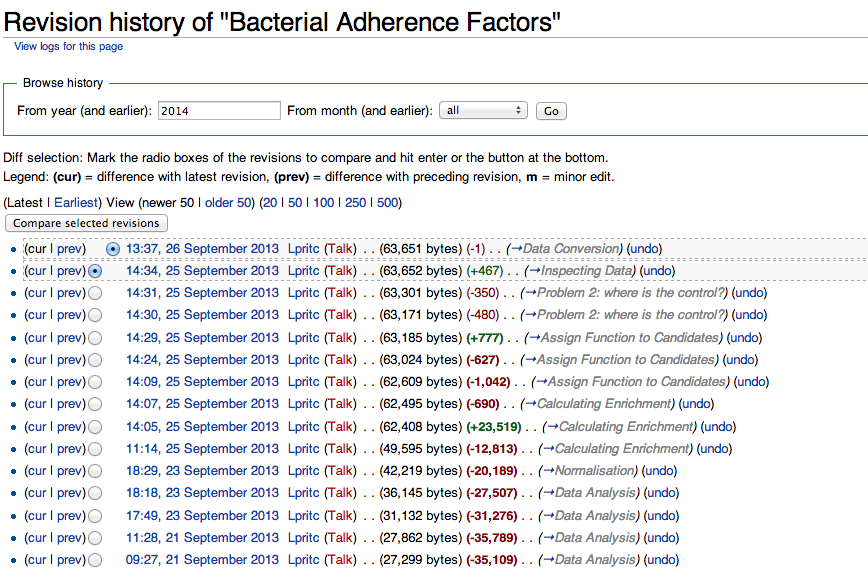 Revision history of "Bacterial Adherence Factors"
View logs for this page
Browse history
From year (and earlier): 2014 From month (and earlier): all Go
Diff selection: Mark the radio boxes of the revisions to compare and hit enter or the button at the bottom.
Legend: (cur) = difference with latest revision, (prev) = difference with preceding revision, m = minor edit.
(Latest | Earliest) View (newer 50 | older 50) (20 | 50 | 100 | 250 | 500)
Compare selected revisions
• (cur | prev) 13:37, 26 September 2013 Lpritc (Talk) . . (63,651 bytes) (-1) . . (→Data Conversion) (undo)
• (cur | prev) 14:34, 25 September 2013 Lpritc (Talk) . . (63,652 bytes) (+467) . . (→Inspecting Data) (undo)
• (cur | prev) 14:31, 25 September 2013 Lpritc (Talk) . . (63,301 bytes) (-350) . . (→Problem 2: where is the control?) (undo)
• (cur | prev) 14:30, 25 September 2013 Lpritc (Talk) . . (63,171 bytes) (-480) . . (→Problem 2: where is the control?) (undo)
• (cur | prev) 14:29, 25 September 2013 Lpritc (Talk) . . (63,185 bytes) (+777) . . (→Assign Function to Candidates) (undo)
• (cur | prev) 14:24, 25 September 2013 Lpritc (Talk) . . (63,024 bytes) (-627) . . (→Assign Function to Candidates) (undo)
• (cur | prev) 14:09, 25 September 2013 Lpritc (Talk) . . (62,609 bytes) (-1,042) . . (→Assign Function to Candidates) (undo)
• (cur | prev) 14:07, 25 September 2013 Lpritc (Talk) . . (62,495 bytes) (-690) . . (→Calculating Enrichment) (undo)
• (cur | prev) 14:05, 25 September 2013 Lpritc (Talk) . . (62,408 bytes) (+23,519) . . (→Calculating Enrichment) (undo)
• (cur | prev) 11:14, 25 September 2013 Lpritc (Talk) . . (49,595 bytes) (-12,813) . . (→Calculating Enrichment) (undo)
• (cur | prev) 18:29, 23 September 2013 Lpritc (Talk) . . (42,219 bytes) (-20,189) . . (→Normalisation) (undo)
• (cur | prev) 18:18, 23 September 2013 Lpritc (Talk) . . (36,145 bytes) (-27,507) . . (→Data Analysis) (undo)
• (cur | prev) 17:49, 23 September 2013 Lpritc (Talk) . . (31,132 bytes) (-31,276) . . (→Data Analysis) (undo)
• (cur | prev) 11:28, 21 September 2013 Lpritc (Talk) . . (27,862 bytes) (-35,789) . . (→Data Analysis) (undo)
• (cur | prev) 09:27, 21 September 2013 Lpritc (Talk) . . (27,299 bytes) (-35,109) . . (→Data Analysis) (undo)